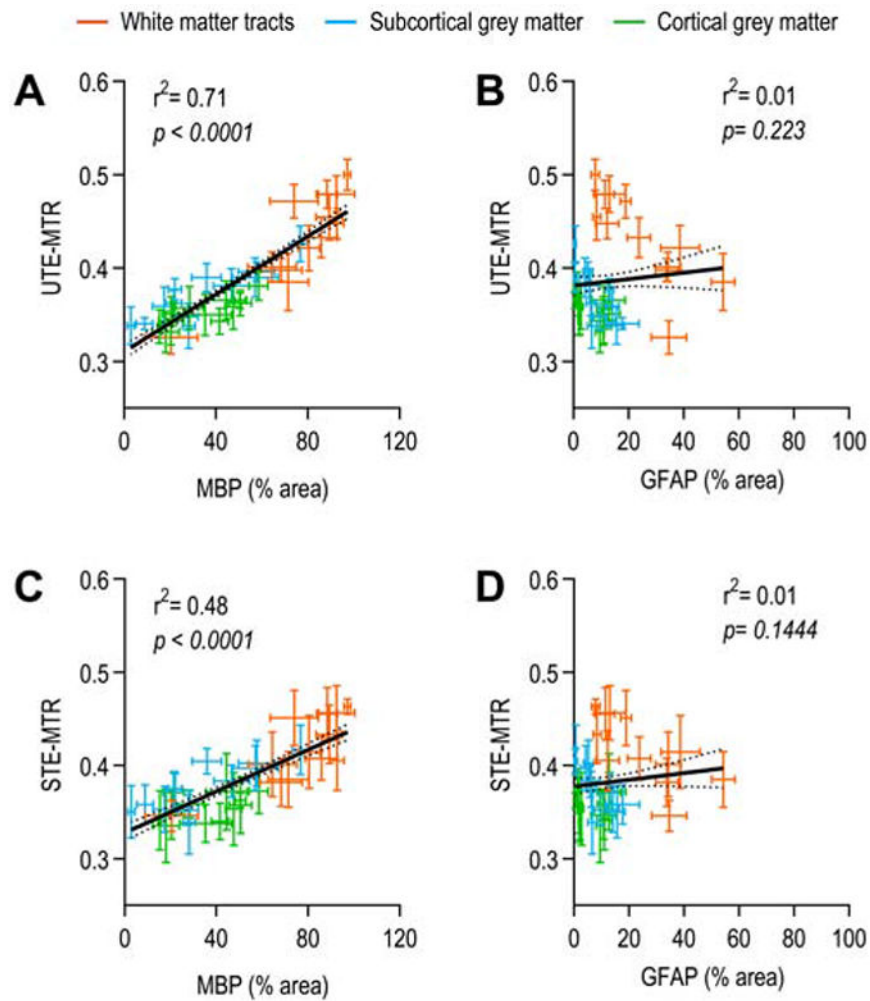 White matter tracts Subcortical grey matter Cortical grey matter
A
r²= 0.71
p < 0.0001
UTE-MTR
0.6
0.5
0.4
0.3
0 40 80 120
MBP (% area)
B
r²= 0.01
p= 0.223
UTE-MTR
0.6
0.5
0.4
0.3
0 20 40 60 80 100
GFAP (% area)
C
r²= 0.48
p < 0.0001
STE-MTR
0.6
0.5
0.4
0.3
0 40 80 120
MBP (% area)
D
r²= 0.01
p= 0.1444
STE-MTR
0.6
0.5
0.4
0.3
0 20 40 60 80 100
GFAP (% area)